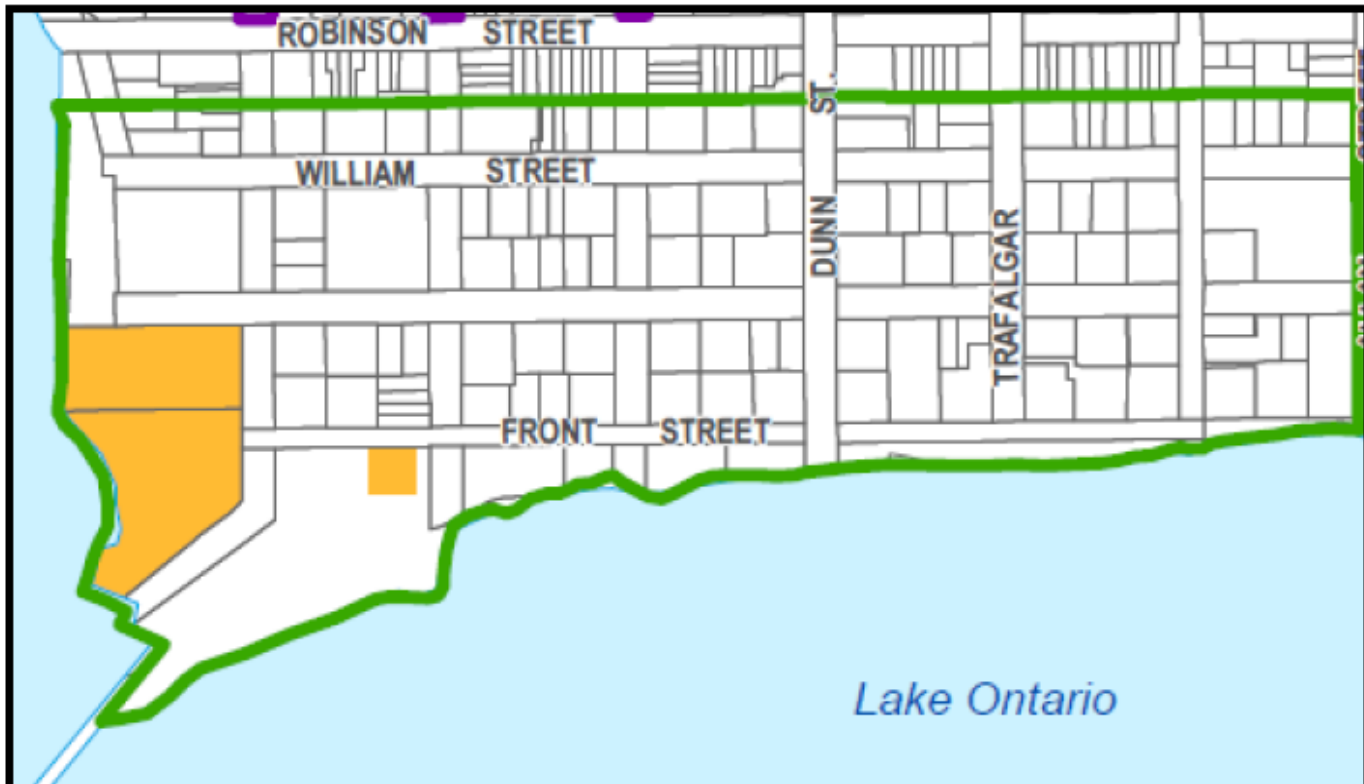 ROBINSON STREET
WILLIAM STREET
DUNN ST.
TRAFALGAR
FRONT STREET
Lake Ontario